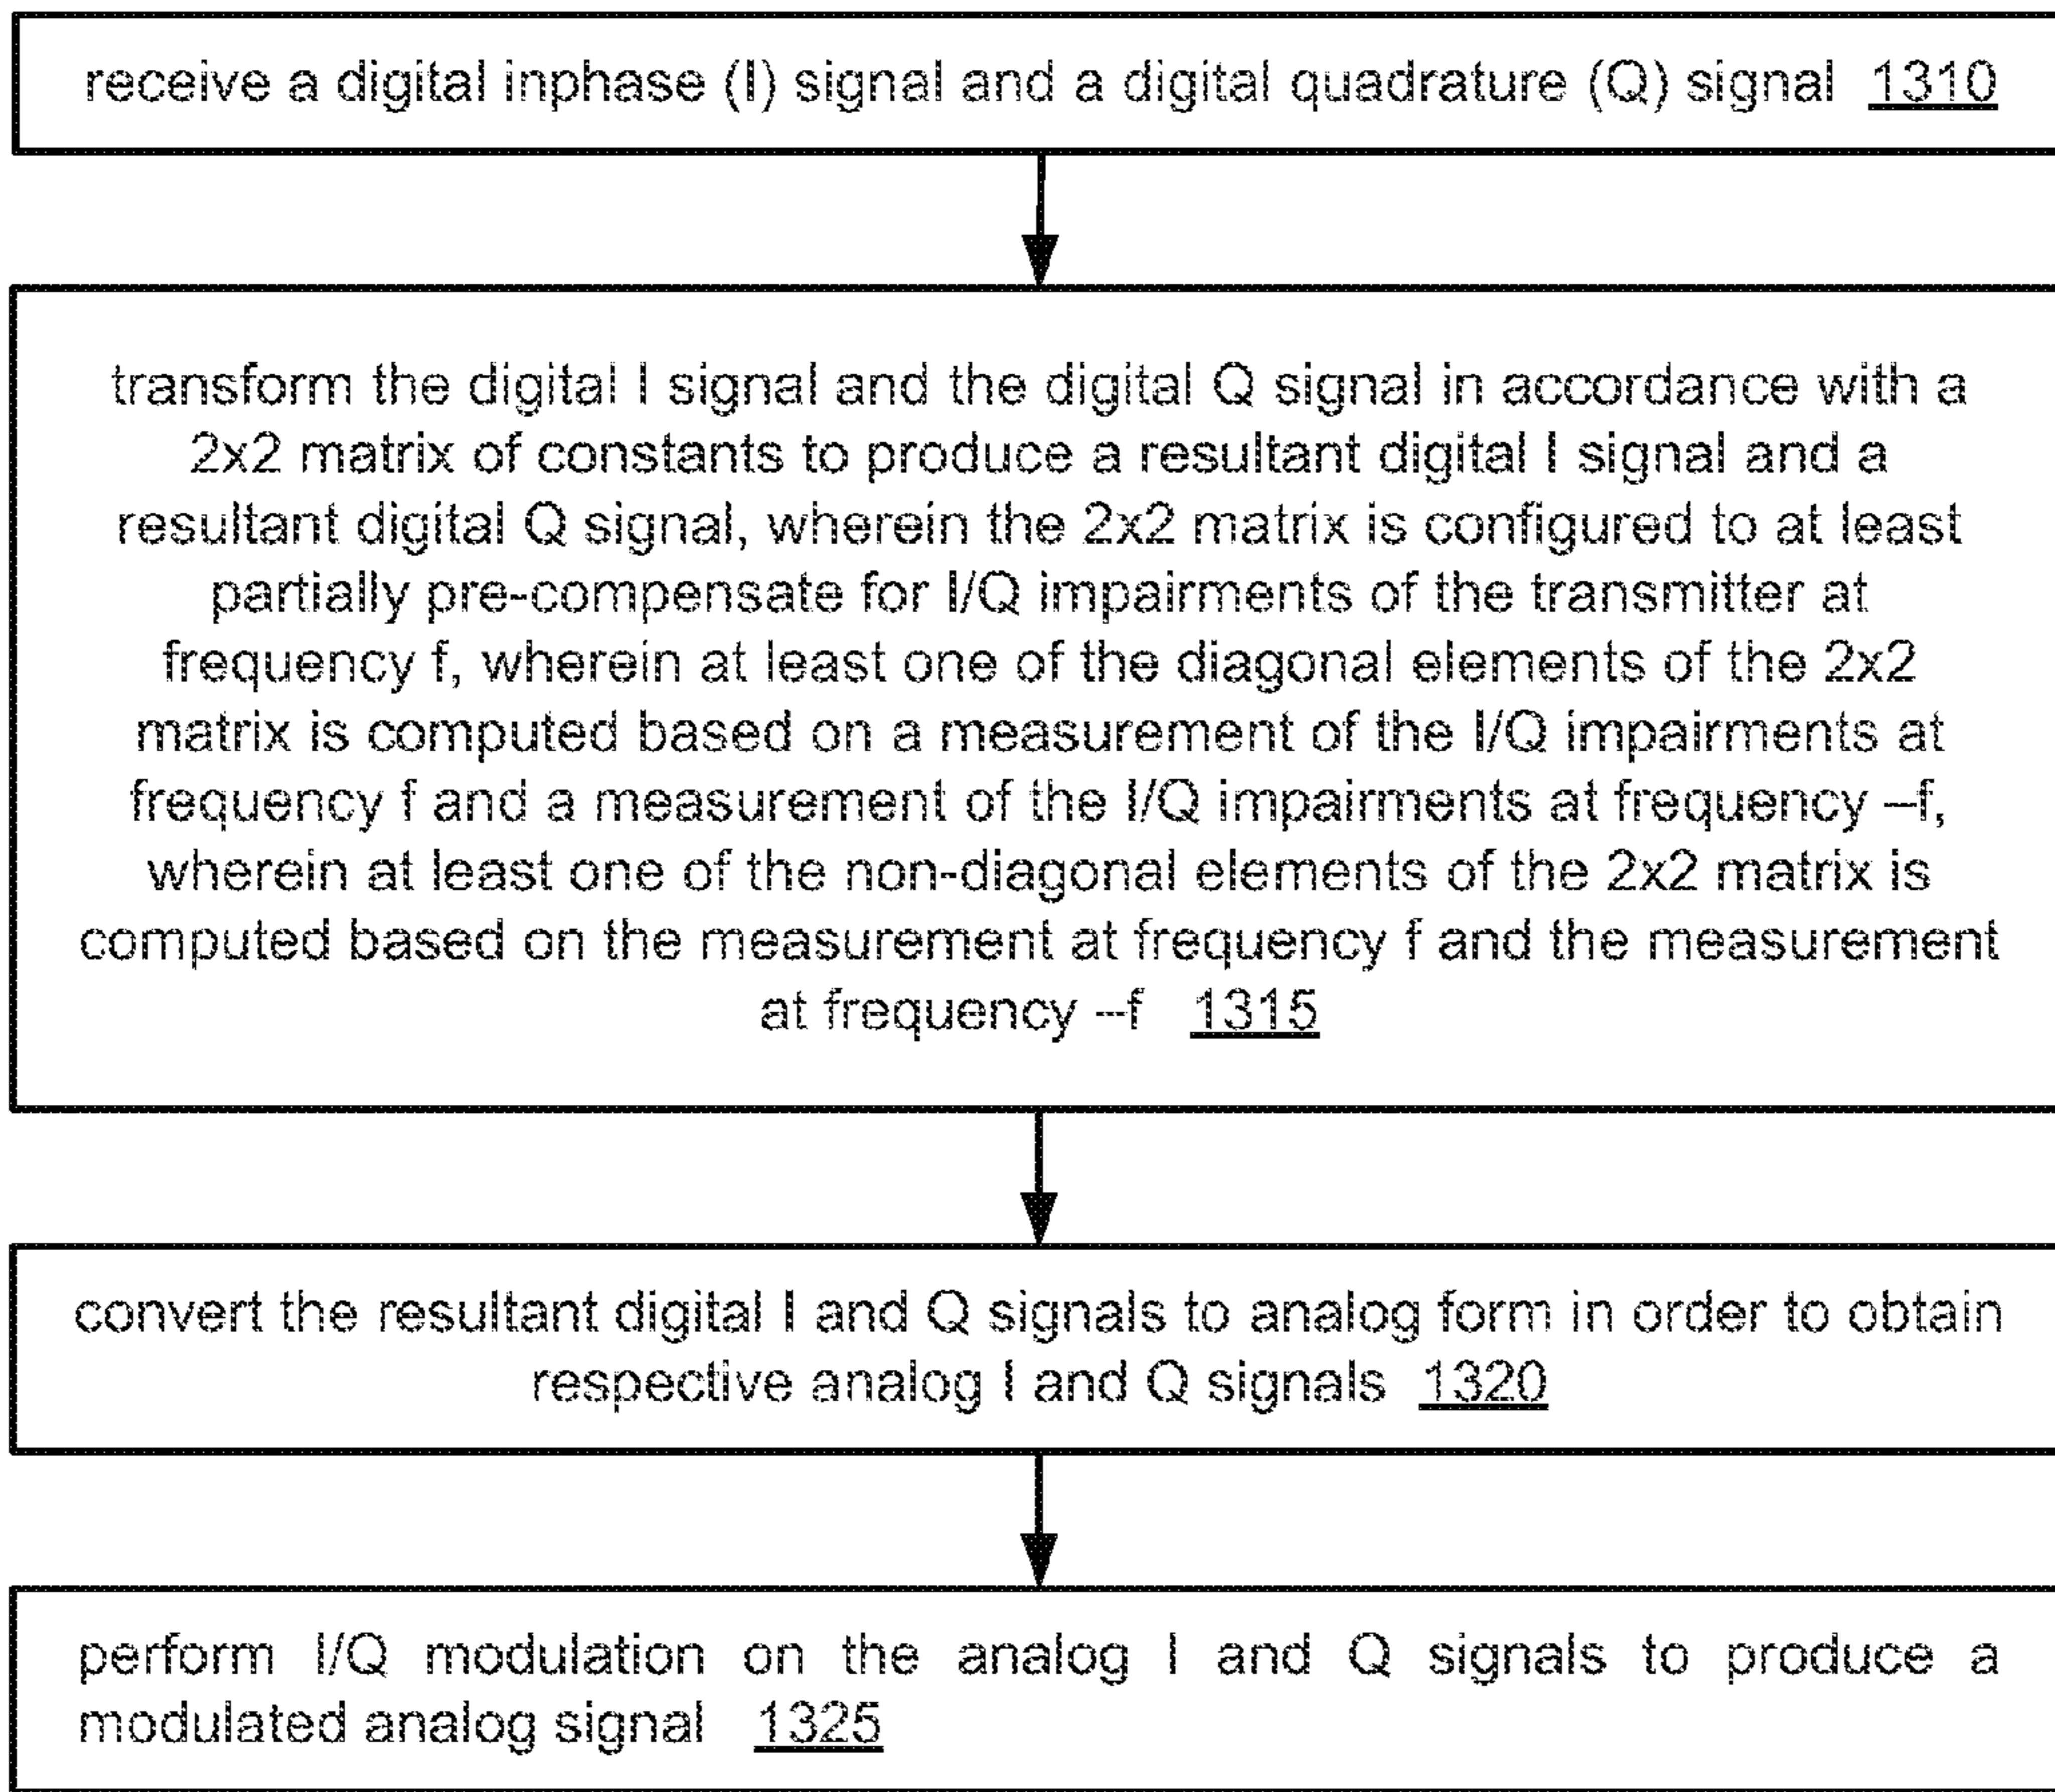 receive a digital inphase (I) signal and a digital quadrature (Q) signal 1310
transform the digital I signal and the digital Q signal in accordance with a
2x2 matrix of constants to produce a resultant digital I signal and a
resultant digital Q signal, wherein the 2x2 matrix is configured to at least
partially pre-compensate for I/Q impairments of the transmitter at
frequency f, wherein at least one of the diagonal elements of the 2x2
matrix is computed based on a measurement of the I/Q impairments at
frequency f and a measurement of the I/Q impairments at frequency –f,
wherein at least one of the non-diagonal elements of the 2x2 matrix is
computed based on the measurement at frequency f and the measurement
at frequency –f 1315
convert the resultant digital I and Q signals to analog form in order to obtain
respective analog I and Q signals 1320
perform I/Q modulation on the analog I and Q signals to produce a
modulated analog signal 1325